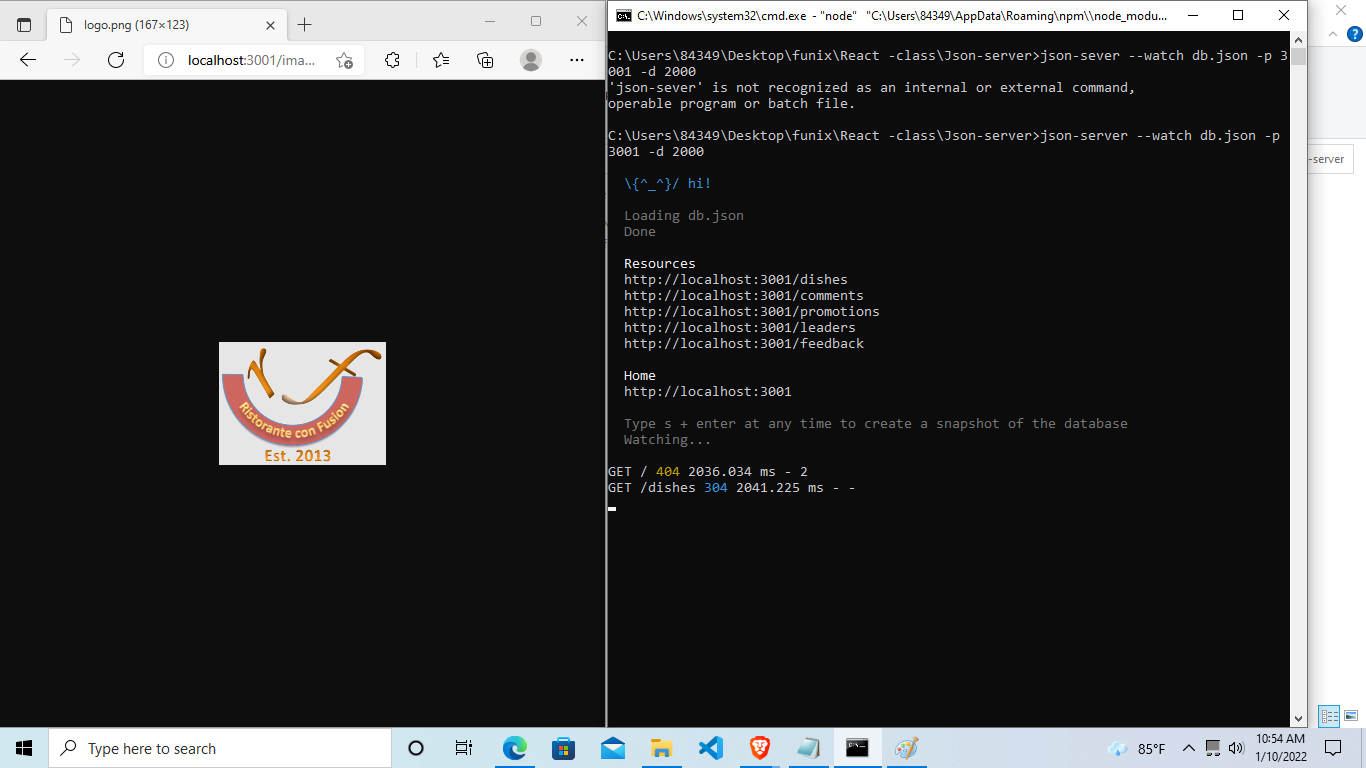 logo.png (167×123)
localhost:3001/ima...
Ristorante con Fusion
Est. 2013
C:\Windows\system32\cmd.exe - "node" "C:\Users\84349\AppData\Roaming\npm\\node_modu...
C:\Users\84349\Desktop\funix\React -class\Json-server>json-sever --watch db.json -p 3
001 -d 2000
'json-sever' is not recognized as an internal or external command,
operable program or batch file.
C:\Users\84349\Desktop\funix\React -class\Json-server>json-server --watch db.json -p
3001 -d 2000
\{^_^}/ hi!
Loading db.json
Done
Resources
http://localhost:3001/dishes
http://localhost:3001/comments
http://localhost:3001/promotions
http://localhost:3001/leaders
http://localhost:3001/feedback
Home
http://localhost:3001
Type s + enter at any time to create a snapshot of the database
Watching...
GET / 404 2036.034 ms - 2
GET /dishes 304 2041.225 ms - -
-server
Type here to search
85°F
10:54 AM
1/10/2022